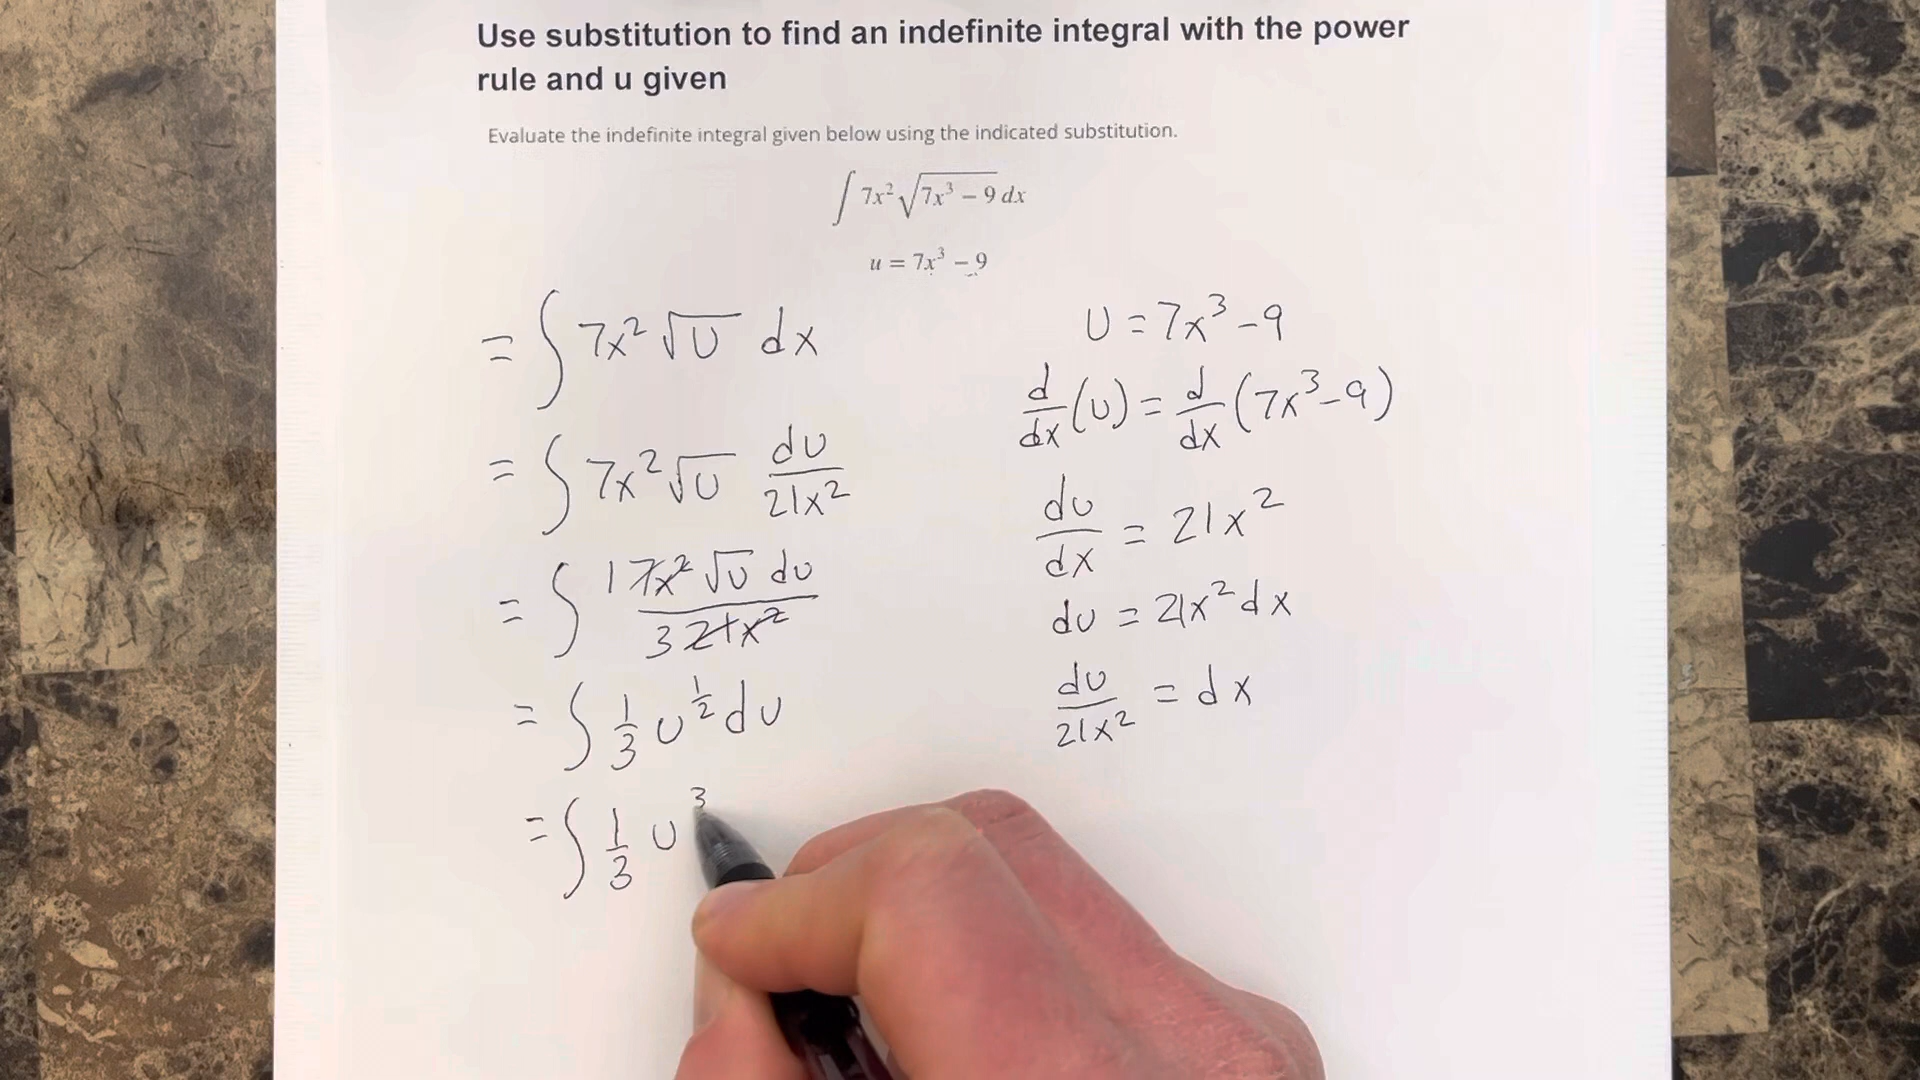 Use substitution to find an indefinite integral with the power
rule and u given
Evaluate the indefinite integral given below using the indicated substitution.
∫ 7x²√(7x³ − 9) dx
u = 7x³ − 9
= ∫ 7x² √U dx
= ∫ 7x² √U du/21x²
= ∫ 1 7x² √U du / 3 21x²
= ∫ 1/3 U^1/2 du
= ∫ 1/3 U^3
U = 7x³ − 9
d/dx (U) = d/dx (7x³ − 9)
du/dx = 21x²
du = 21x² dx
du/21x² = dx